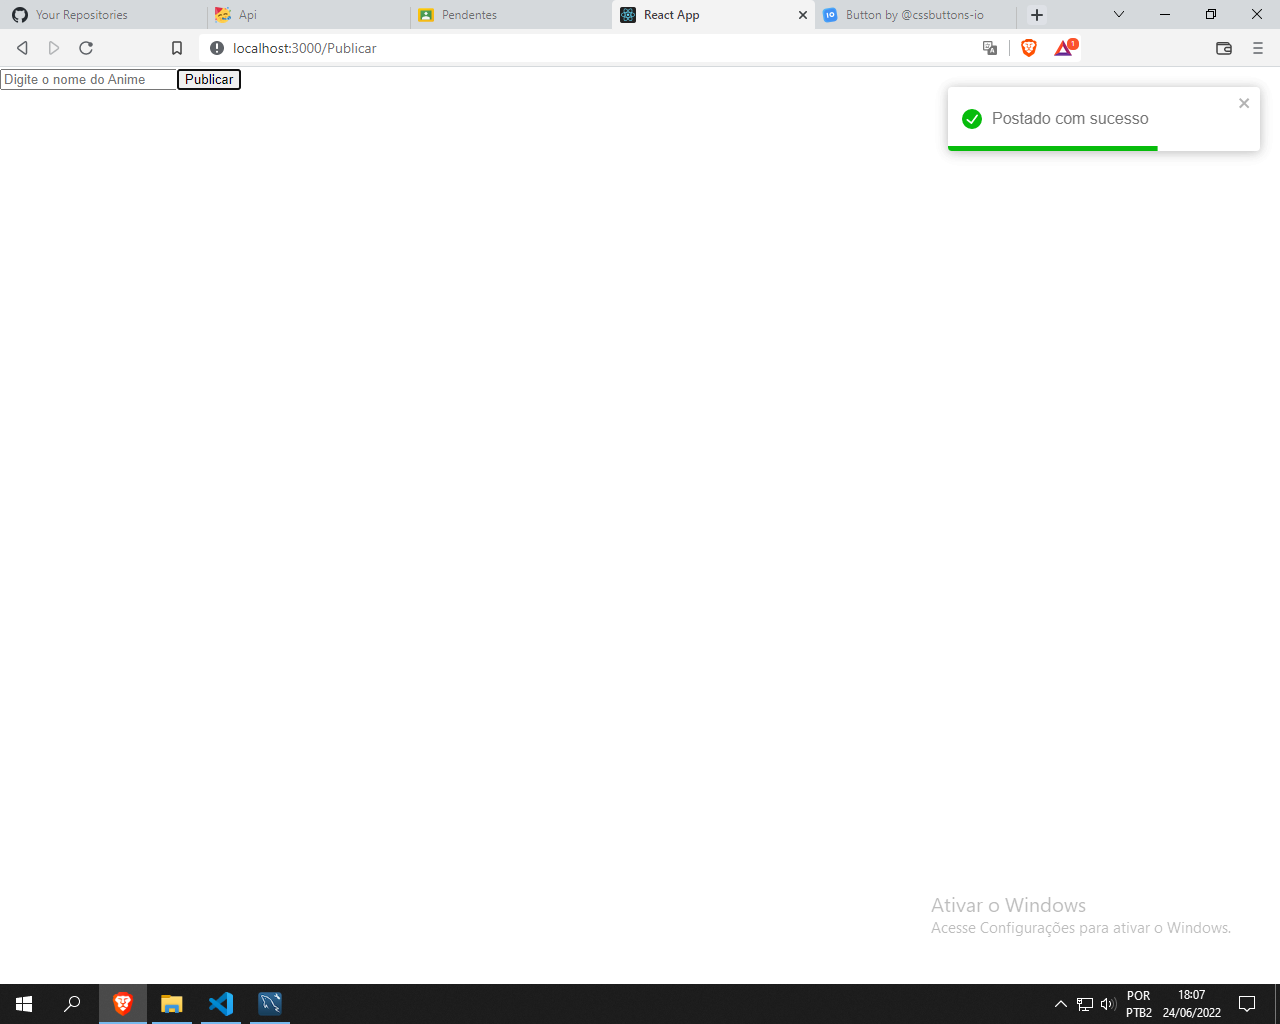 Your Repositories
Api
Pendentes
React App
Button by @cssbuttons-io
localhost:3000/Publicar
1
Digite o nome do Anime
Publicar
Postado com sucesso
Ativar o Windows
Acesse Configurações para ativar o Windows.
POR
PTB2
18:07
24/06/2022